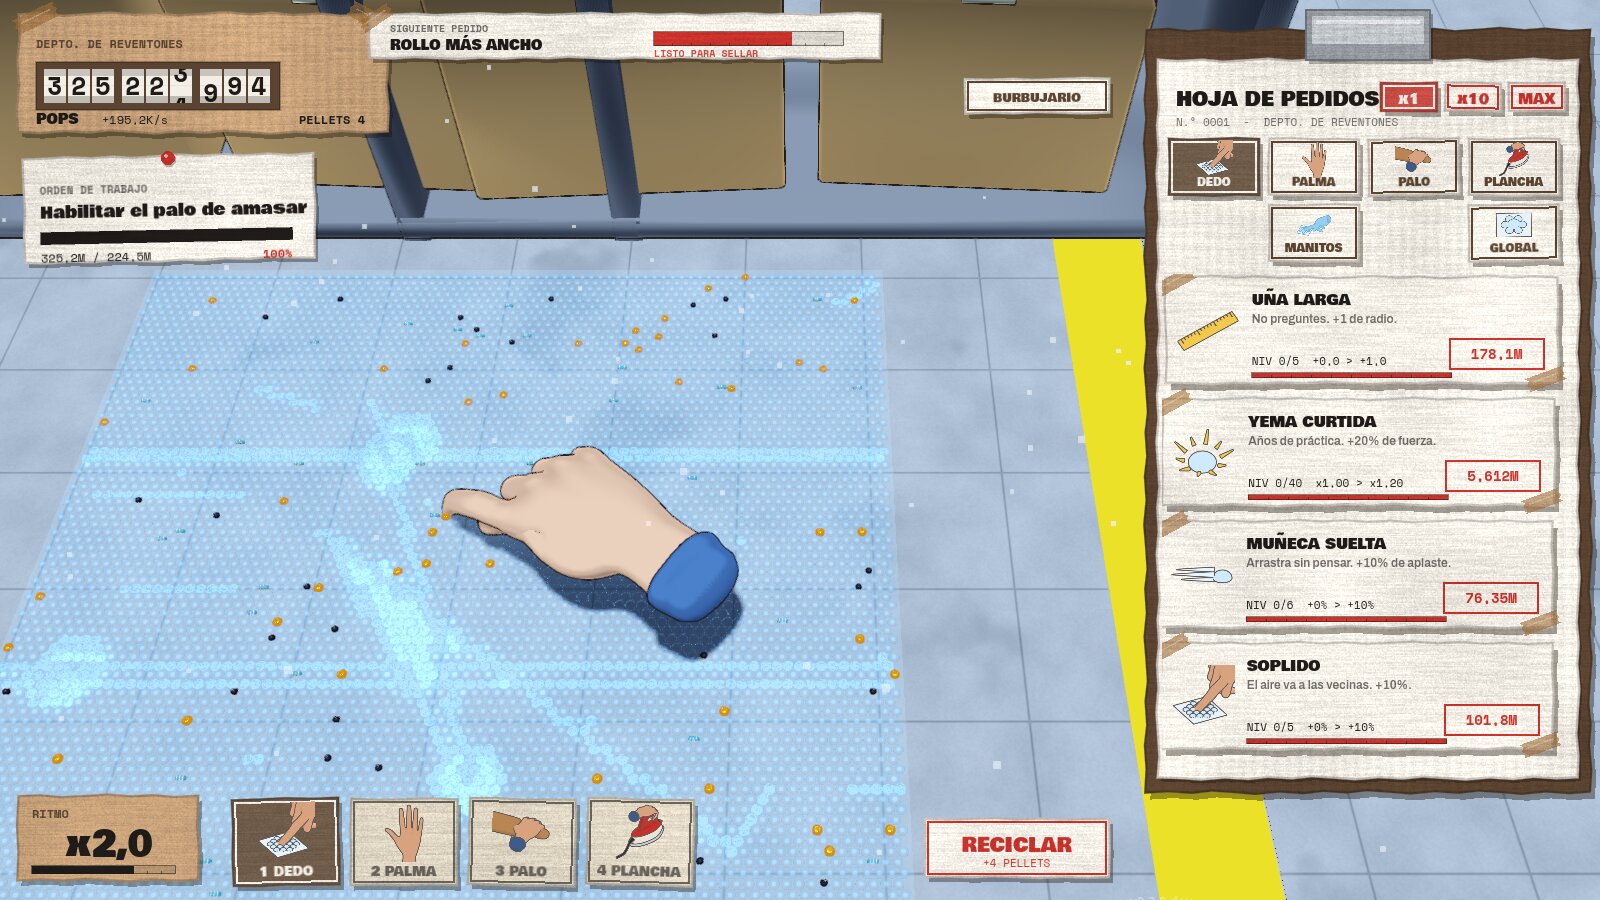 DEPTO. DE REVENTONES
325 22 994
POPS +195,2K/s PELLETS 4
SIGUIENTE PEDIDO
ROLLO MÁS ANCHO
LISTO PARA SELLAR
BURBUJARIO
ORDEN DE TRABAJO
Habilitar el palo de amasar
325,2M / 224,5M 100%
HOJA DE PEDIDOS x1 x10 MAX
N.° 0001 - DEPTO. DE REVENTONES
DEDO PALMA PALO PLANCHA
MANITOS GLOBAL
UÑA LARGA
No preguntes. +1 de radio.
NIV 0/5 +0,0 > +1,0 178,1M
YEMA CURTIDA
Años de práctica. +20% de fuerza.
NIV 0/40 x1,00 > x1,20 5,612M
MUÑECA SUELTA
Arrastra sin pensar. +10% de aplaste.
NIV 0/6 +0% > +10% 76,35M
SOPLIDO
El aire va a las vecinas. +10%.
NIV 0/5 +0% > +10% 101,8M
RITMO
x2,0
1 DEDO 2 PALMA 3 PALO 4 PLANCHA
RECICLAR
+4 PELLETS